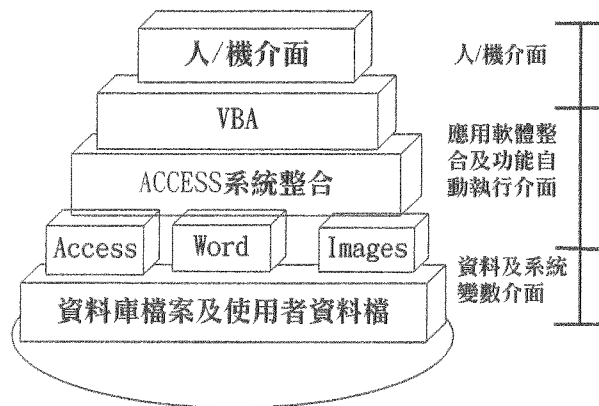 人/機介面
VBA
ACCESS系統整合
Access
Word
Images
資料庫檔案及使用者資料檔
人/機介面
應用軟體整
合及功能自
動執行介面
資料及系統
變數介面